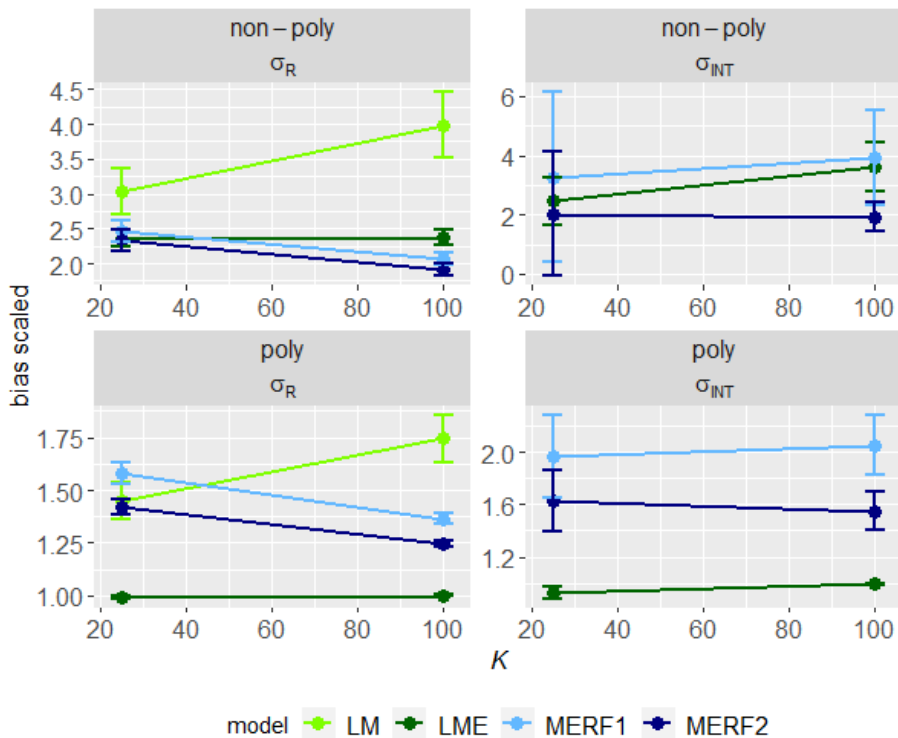 non − poly
σR
4.5
4.0
3.5
3.0
2.5
2.0
20 40 60 80 100
non − poly
σINT
6
4
2
0
20 40 60 80 100
bias scaled
poly
σR
1.75
1.50
1.25
1.00
20 40 60 80 100
poly
σINT
2.0
1.6
1.2
20 40 60 80 100
K
model LM LME MERF1 MERF2